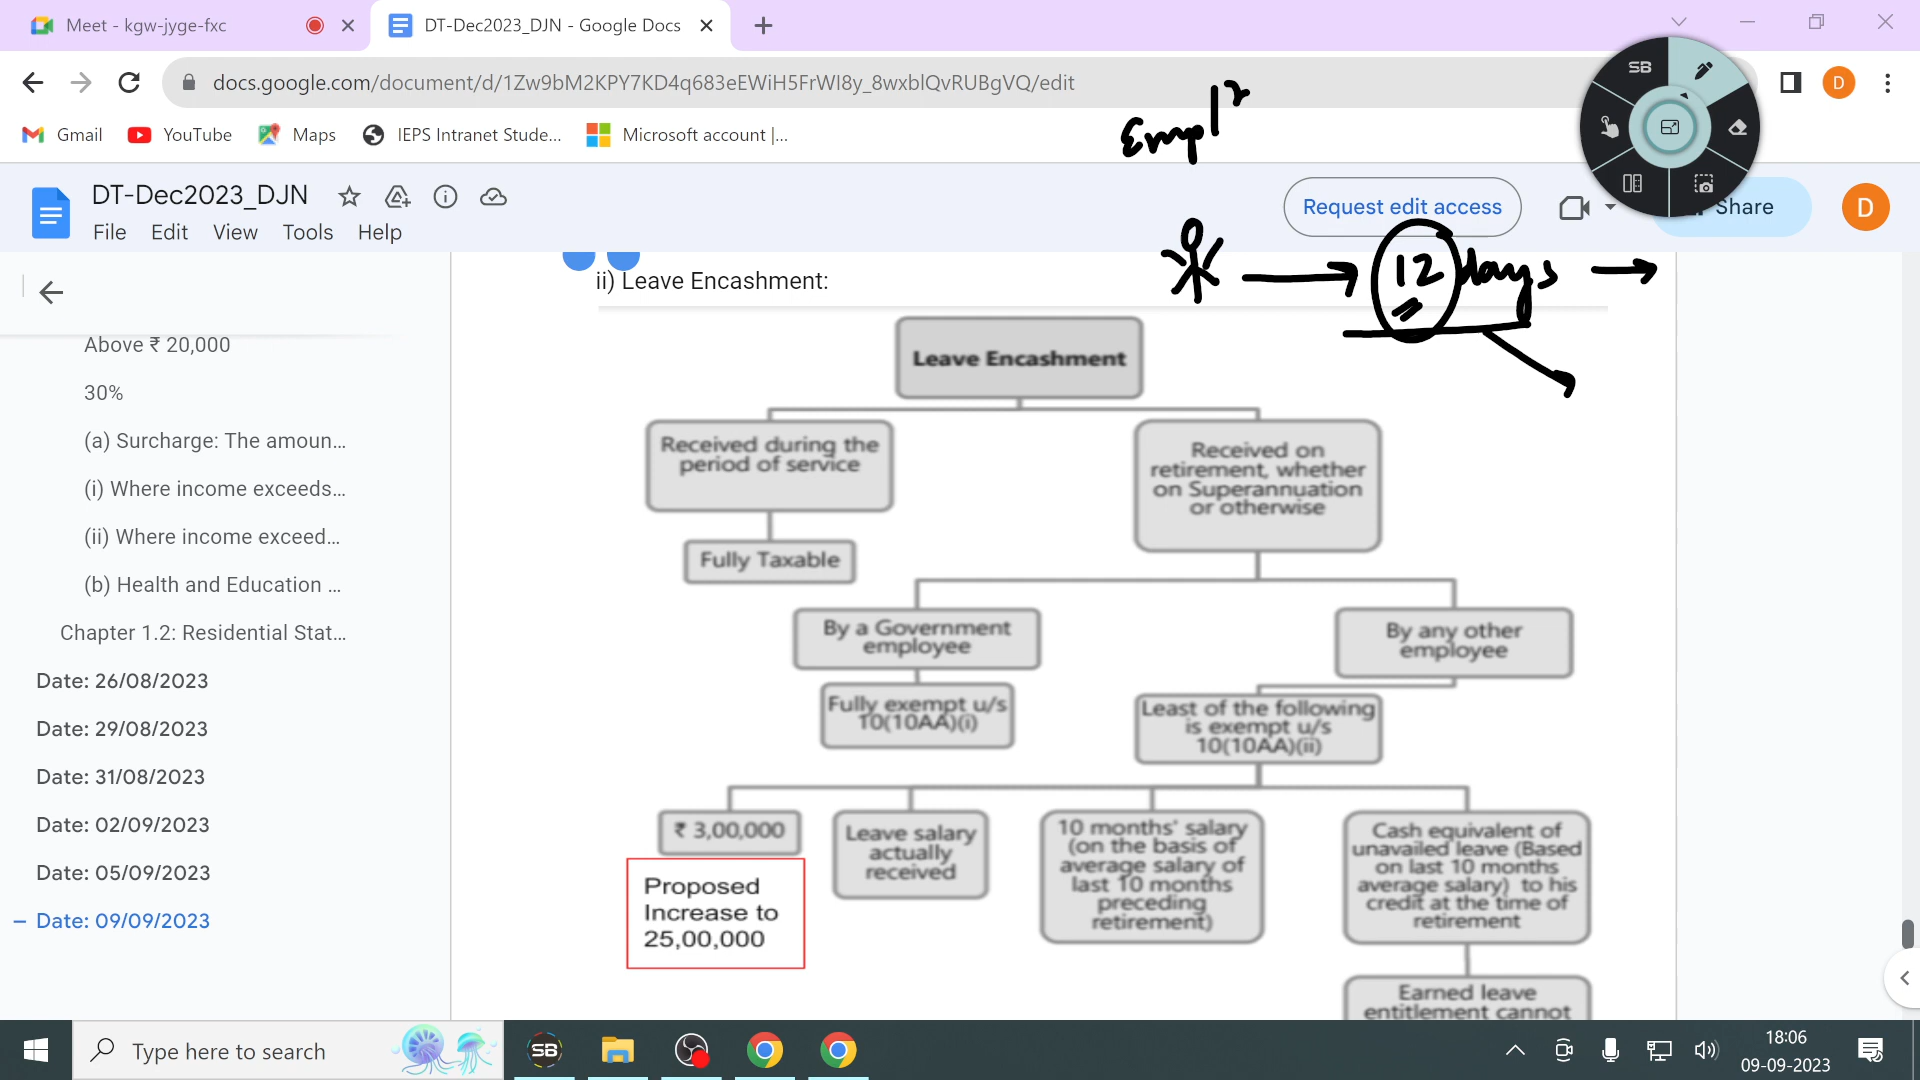 Meet - kgw-jyge-fxc
DT-Dec2023_DJN - Google Docs
docs.google.com/document/d/1Zw9bM2KPY7KD4q683eEWiH5FrWI8y_8wxblQvRUBgVQ/edit
SB
D
Gmail
YouTube
Maps
IEPS Intranet Stude...
Microsoft account |...
Empl
DT-Dec2023_DJN
File Edit View Tools Help
Request edit access
Share
D
12 days
ii) Leave Encashment:
Above ₹ 20,000
30%
(a) Surcharge: The amoun...
(i) Where income exceeds...
(ii) Where income exceed...
(b) Health and Education ...
Chapter 1.2: Residential Stat...
Date: 26/08/2023
Date: 29/08/2023
Date: 31/08/2023
Date: 02/09/2023
Date: 05/09/2023
Date: 09/09/2023
Leave Encashment
Received during the
period of service
Fully Taxable
Received on
retirement, whether
on Superannuation
or otherwise
By a Government
employee
Fully exempt u/s
10(10AA)(i)
By any other
employee
Least of the following
is exempt u/s
10(10AA)(ii)
₹ 3,00,000
Proposed
Increase to
25,00,000
Leave salary
actually
received
10 months' salary
(on the basis of
average salary of
last 10 months
preceding
retirement)
Cash equivalent of
unavailed leave (Based
on last 10 months
average salary) to his
credit at the time of
retirement
Earned leave
entitlement cannot
Type here to search
SB
18:06
09-09-2023